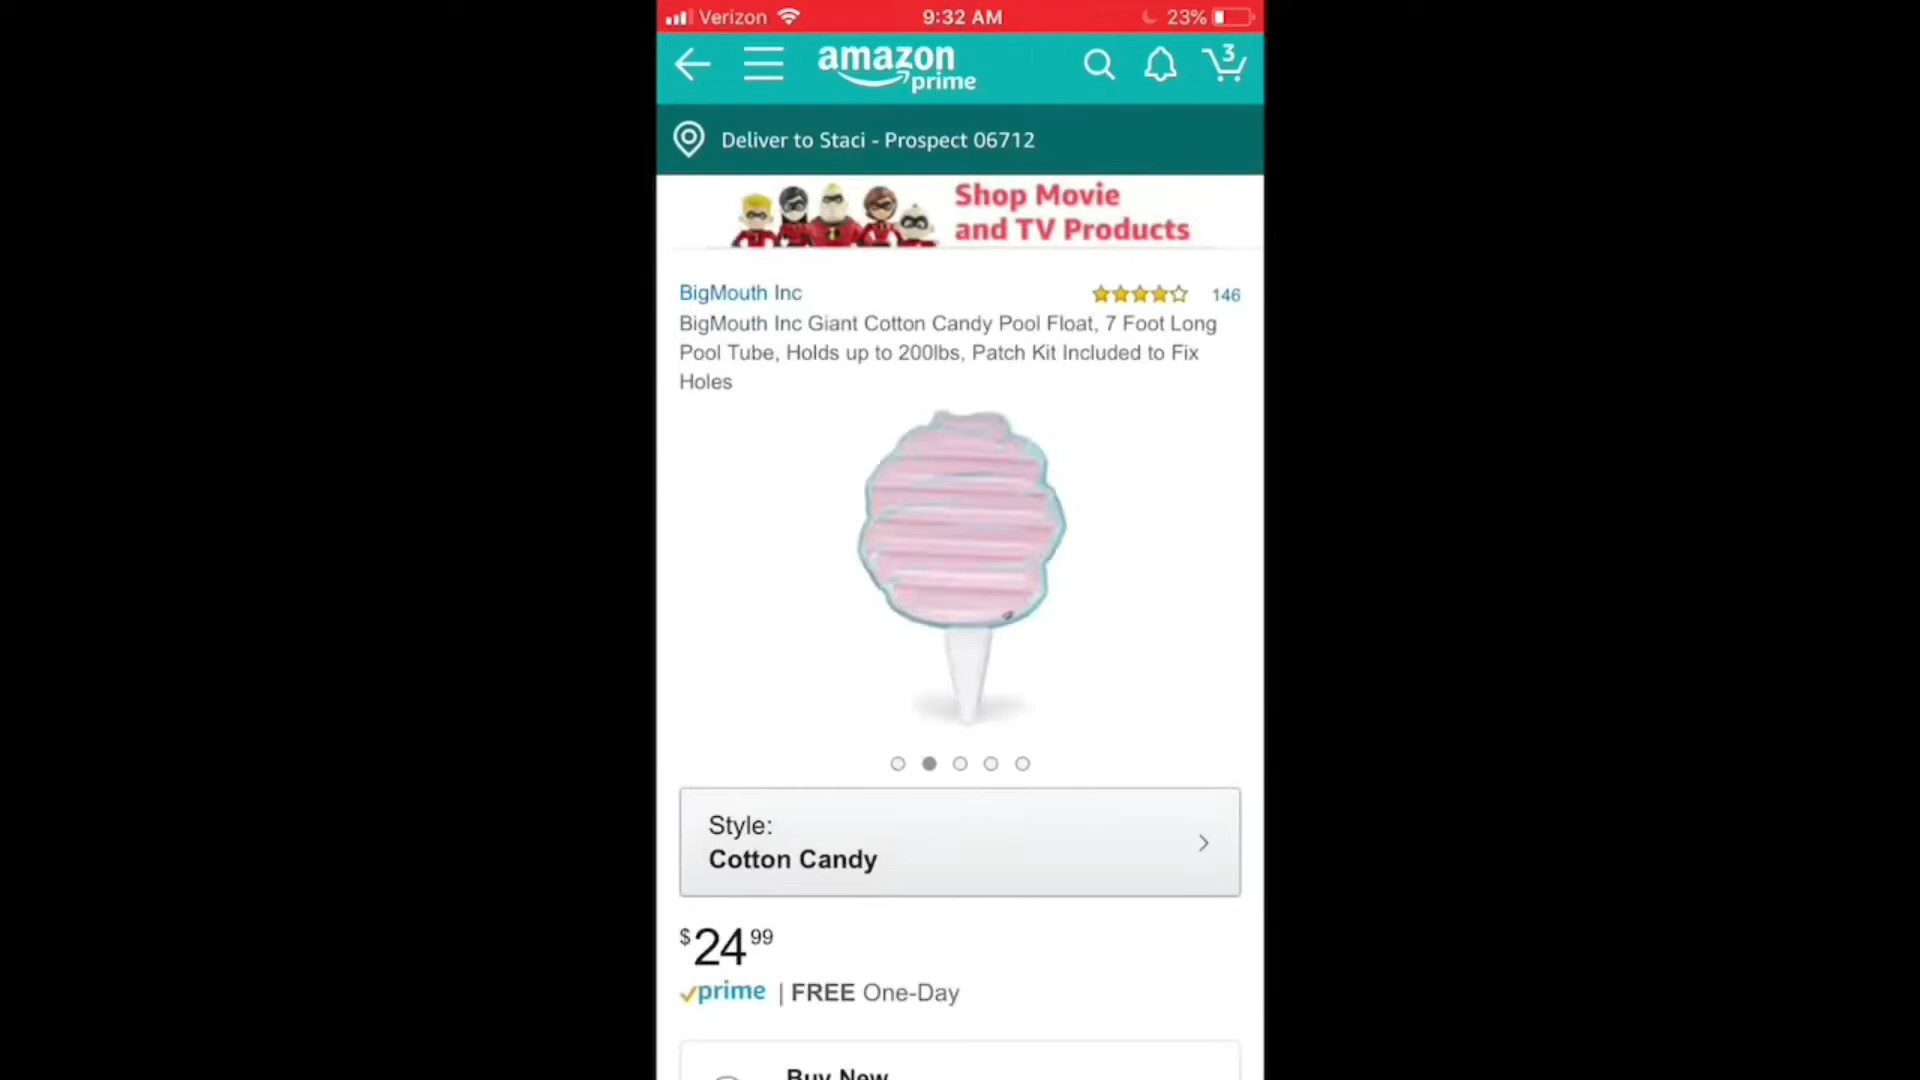 Verizon 9:32 AM 23%
amazon prime 3
Deliver to Staci - Prospect 06712
Shop Movie
and TV Products
BigMouth Inc 146
BigMouth Inc Giant Cotton Candy Pool Float, 7 Foot Long
Pool Tube, Holds up to 200lbs, Patch Kit Included to Fix
Holes
Style:
Cotton Candy
$24 99
prime | FREE One-Day
Buy New